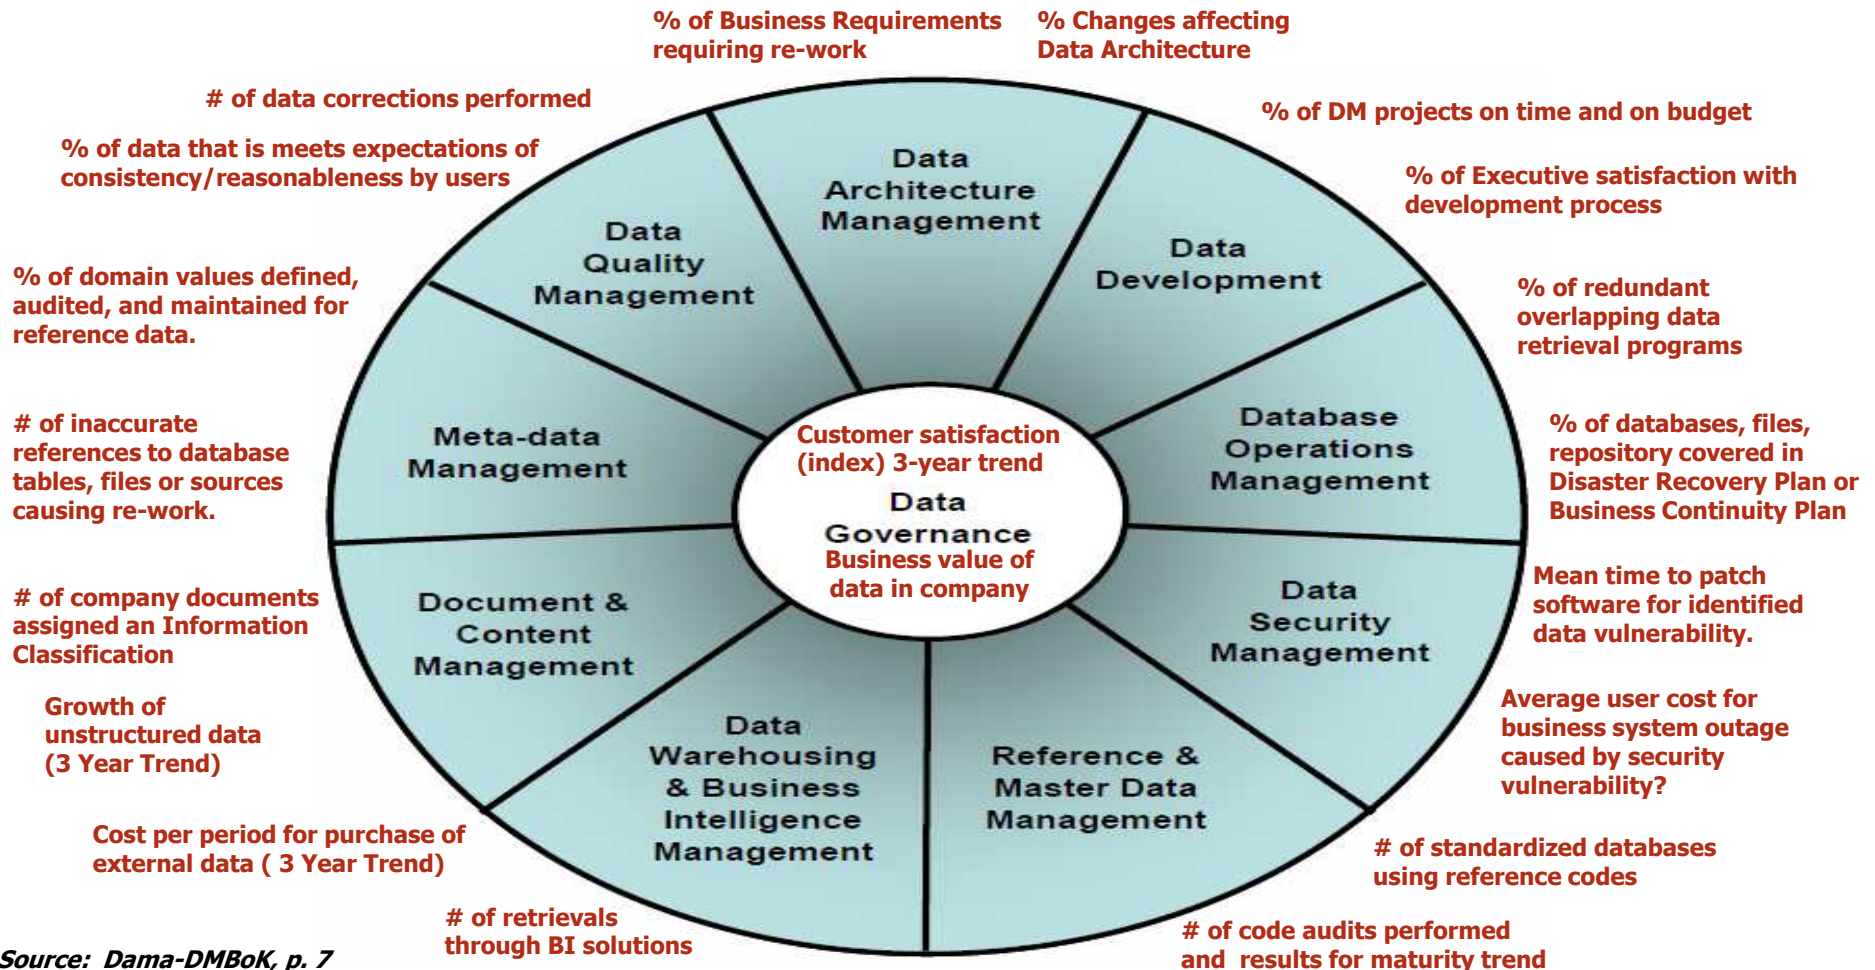 % of Business Requirements
requiring re-work
% Changes affecting
Data Architecture
# of data corrections performed
% of DM projects on time and on budget
% of data that is meets expectations of
consistency/reasonableness by users
% of Executive satisfaction with
development process
Data
Architecture
Management
Data
Quality
Management
Data
Development
% of domain values defined,
audited, and maintained for
reference data.
% of redundant
overlapping data
retrieval programs
# of inaccurate
references to database
tables, files or sources
causing re-work.
Meta-data
Management
Customer satisfaction
(index) 3-year trend
Data
Governance
Business value of
data in company
Database
Operations
Management
% of databases, files,
repository covered in
Disaster Recovery Plan or
Business Continuity Plan
# of company documents
assigned an Information
Classification
Document &
Content
Management
Data
Security
Management
Mean time to patch
software for identified
data vulnerability.
Growth of
unstructured data
(3 Year Trend)
Data
Warehousing
& Business
Intelligence
Management
Reference &
Master Data
Management
Average user cost for
business system outage
caused by security
vulnerability?
Cost per period for purchase of
external data ( 3 Year Trend)
# of standardized databases
using reference codes
# of retrievals
through BI solutions
# of code audits performed
and results for maturity trend
Source: Dama-DMBoK, p. 7